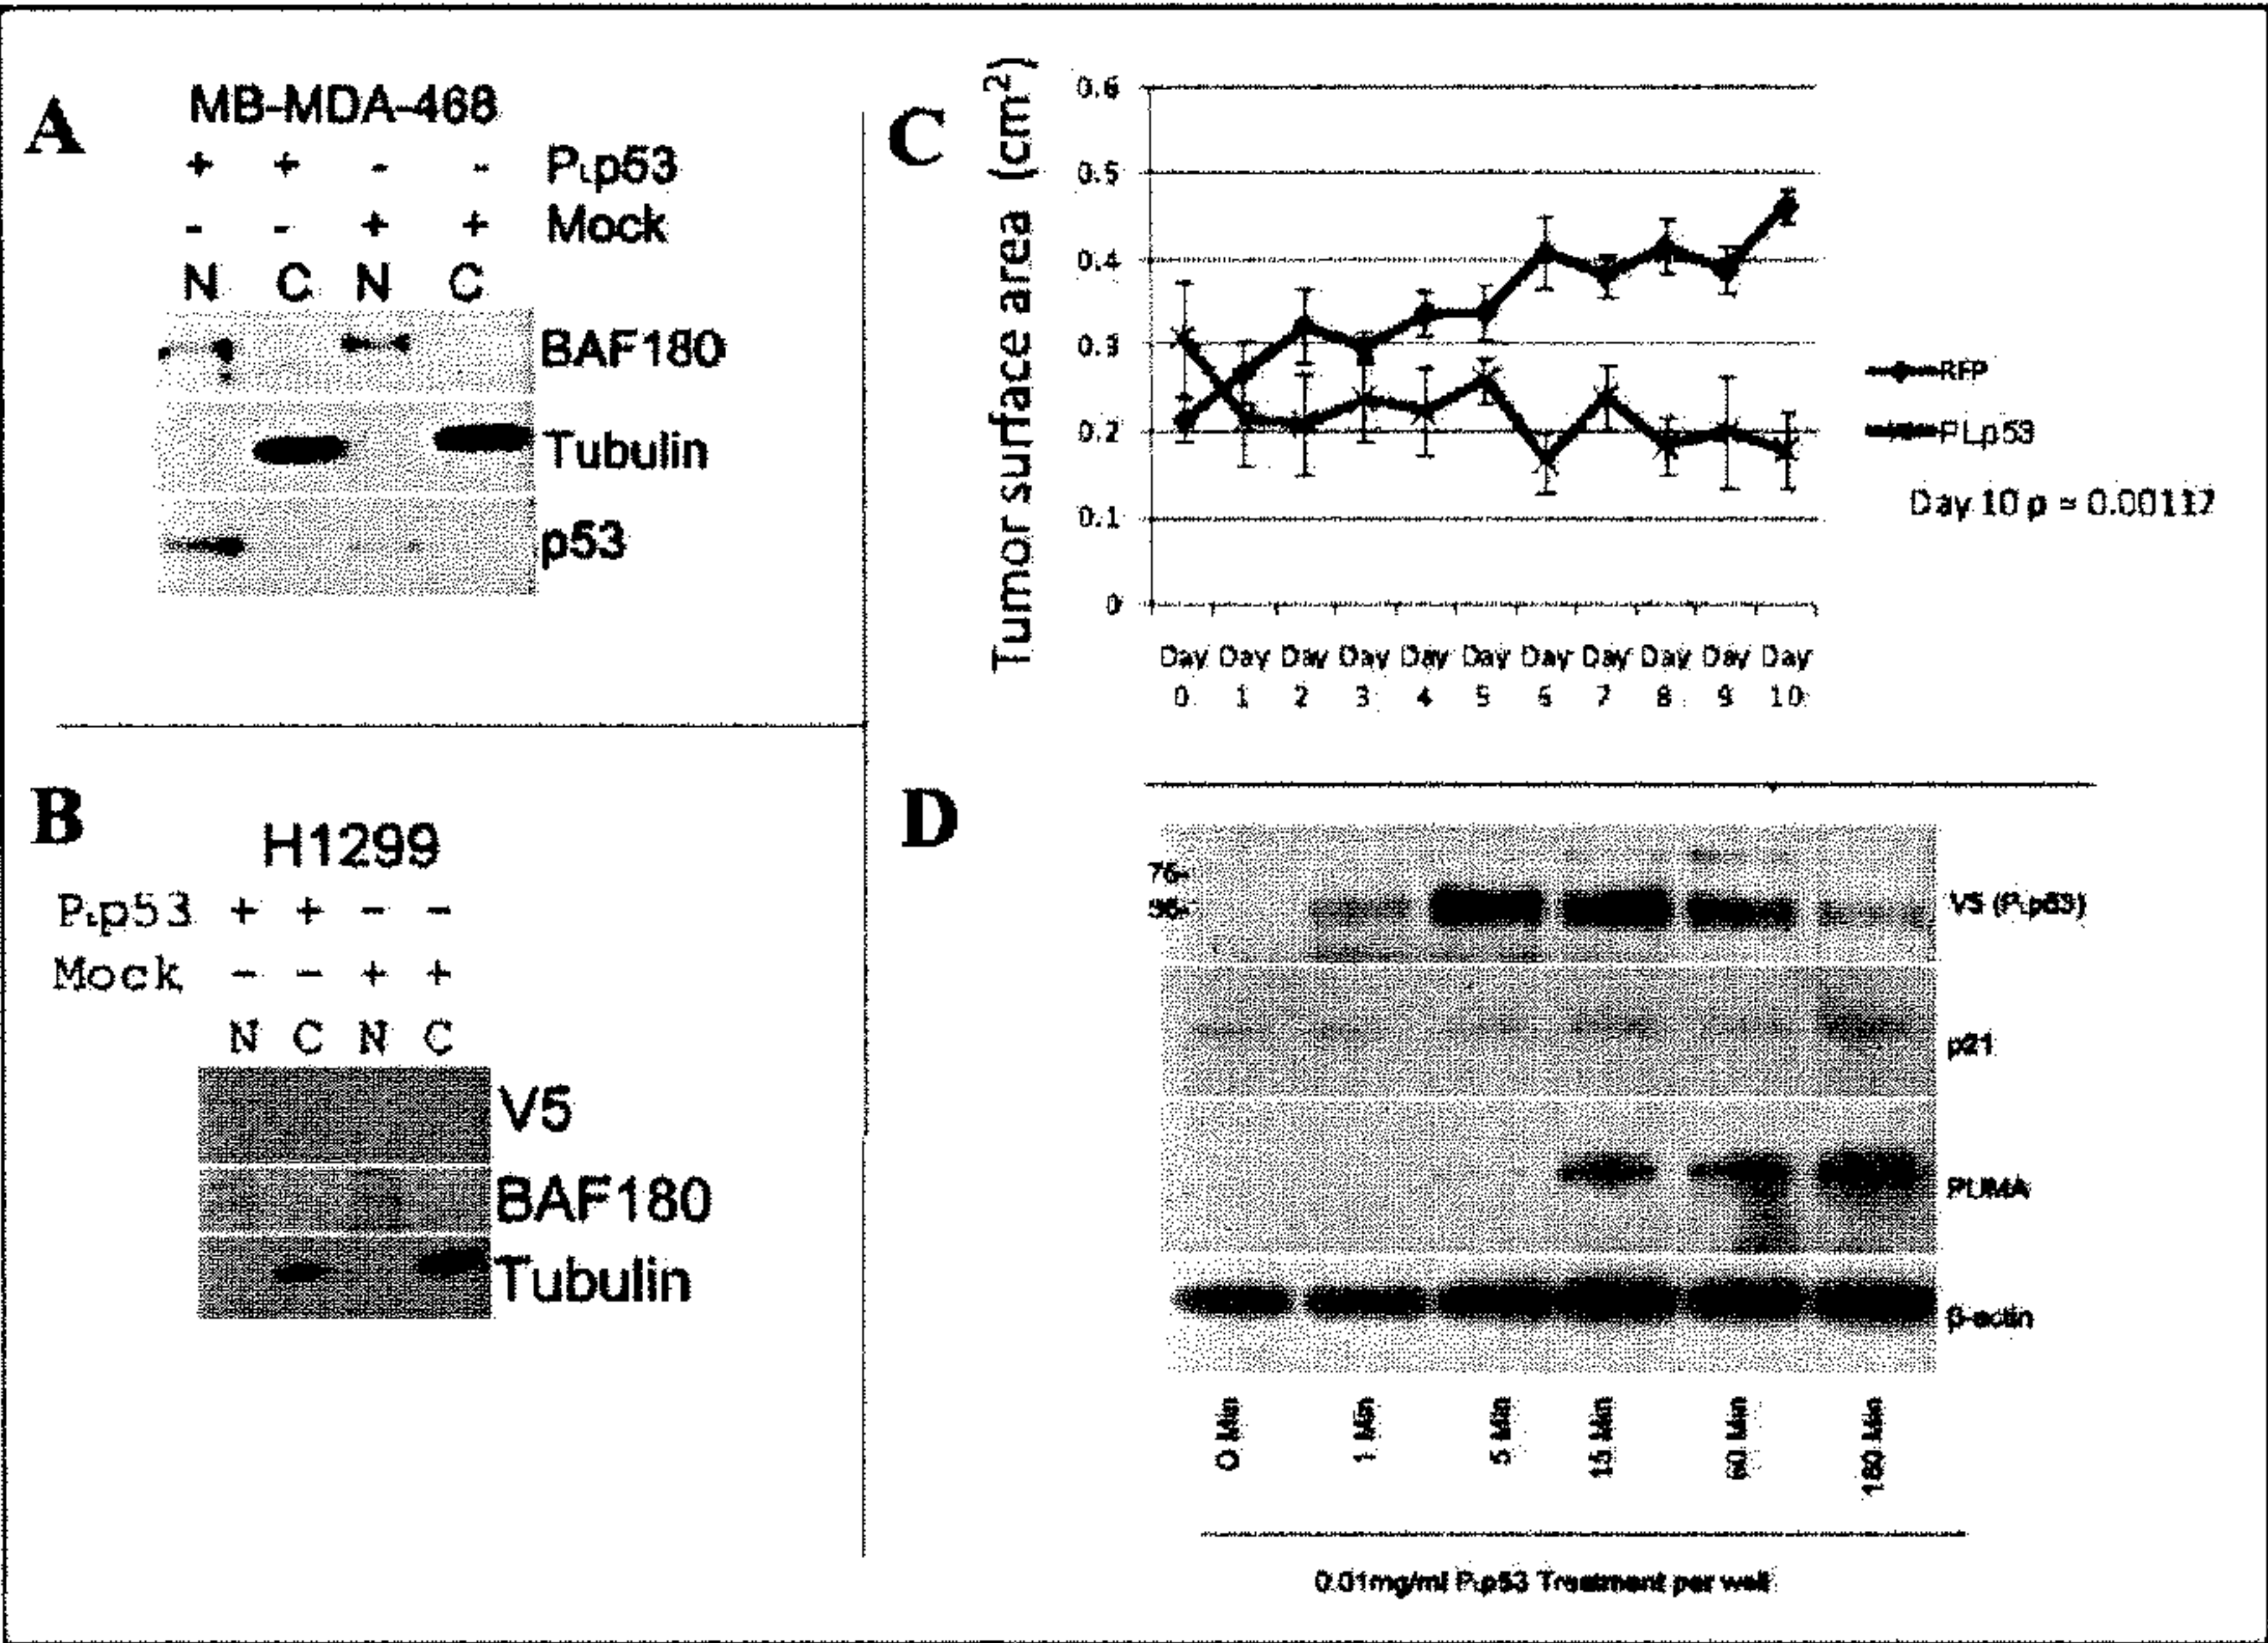 A
MB-MDA-468
+ + - - PLp53
- - + + Mock
N C N C
BAF180
Tubulin
p53
B
H1299
PLp53 + + - -
Mock - - + +
N C N C
V5
BAF180
Tubulin
C
Tumor surface area (cm²)
0.6
0.5
0.4
0.3
0.2
0.1
0
Day Day Day Day Day Day Day Day Day Day Day
0 1 2 3 4 5 6 7 8 9 10
RFP
PLp53
Day 10 p = 0.00117
D
75-
V5 (PLp53)
p21
PUMA
β-actin
0 Min
1 Min
5 Min
15 Min
60 Min
180 Min
0.01mg/ml PLp53 Treatment per well